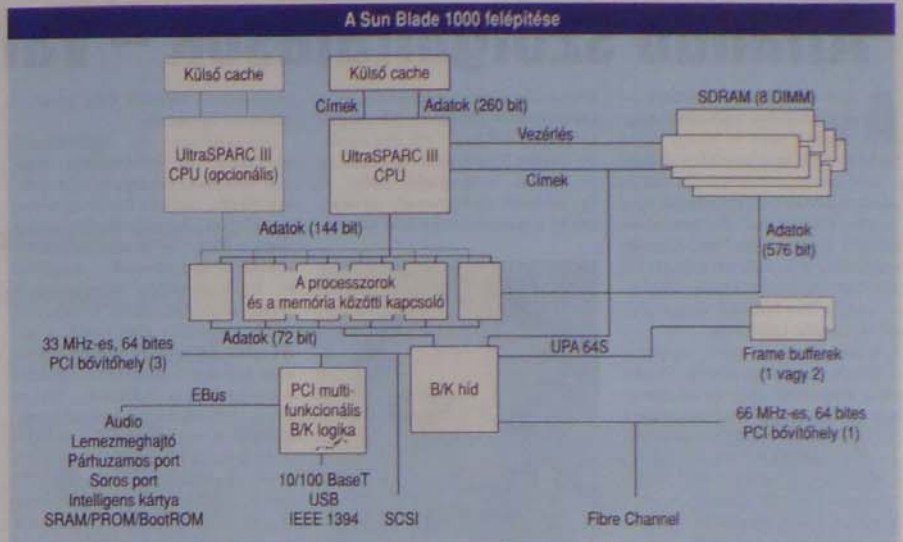 A Sun Blade 1000 felépítése
Külső cache
Külső cache
SDRAM (8 DIMM)
Címek
Adatok (260 bit)
UltraSPARC III
CPU (opcionális)
UltraSPARC III
CPU
Vezérlés
Címek
Adatok (144 bit)
Adatok
(576 bit)
A processzorok
és a memória közötti kapcsoló
Adatok (72 bit)
33 MHz-es, 64 bites
PCI bővítőhely (3)
UPA 64S
Frame bufferek
(1 vagy 2)
EBus
PCI multi-
funkcionális
B/K logika
B/K híd
66 MHz-es, 64 bites
PCI bővítőhely (1)
Audio
Lemezmeghajtó
Párhuzamos port
Soros port
Intelligens kártya
SRAM/PROM/BootROM
10/100 BaseT
USB
IEEE 1394
SCSI
Fibre Channel